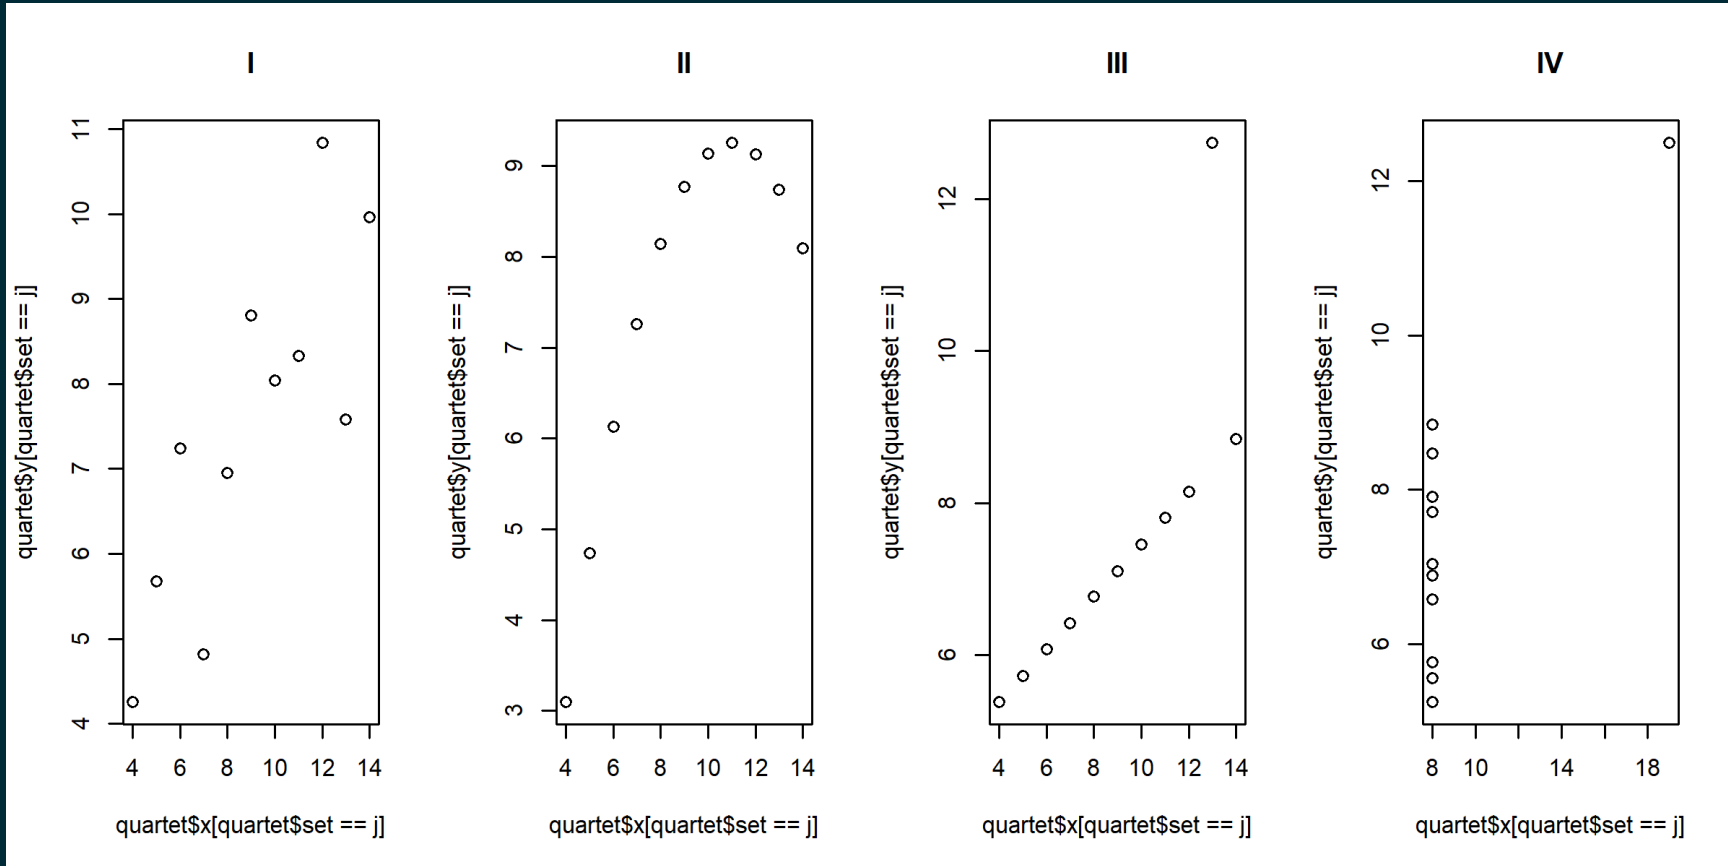 I
II
III
IV
quartet$y[quartet$set == j]
11
10
9
8
7
6
5
4
4 6 8 10 12 14
quartet$x[quartet$set == j]
quartet$y[quartet$set == j]
9
8
7
6
5
4
3
4 6 8 10 12 14
quartet$x[quartet$set == j]
quartet$y[quartet$set == j]
12
10
8
6
4 6 8 10 12 14
quartet$x[quartet$set == j]
quartet$y[quartet$set == j]
12
10
8
6
8 10 14 18
quartet$x[quartet$set == j]